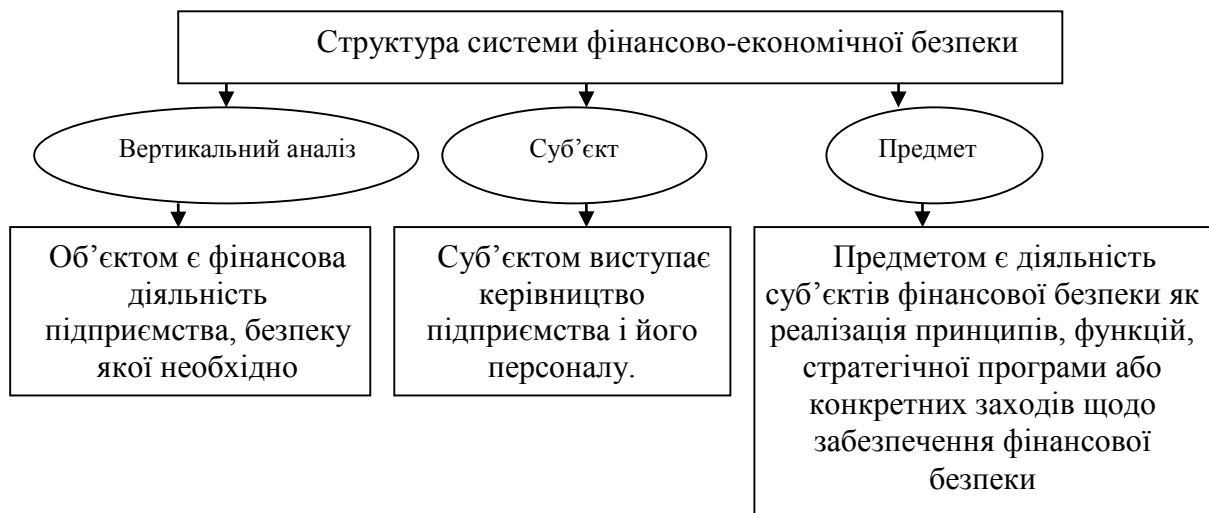 Структура системи фінансово-економічної безпеки
Вертикальний аналіз
Суб’єкт
Предмет
Об’єктом є фінансова
діяльність
підприємства, безпеку
якої необхідно
Суб’єктом виступає
керівництво
підприємства і його
персоналу.
Предметом є діяльність
суб’єктів фінансової безпеки як
реалізація принципів, функцій,
стратегічної програми або
конкретних заходів щодо
забезпечення фінансової
безпеки